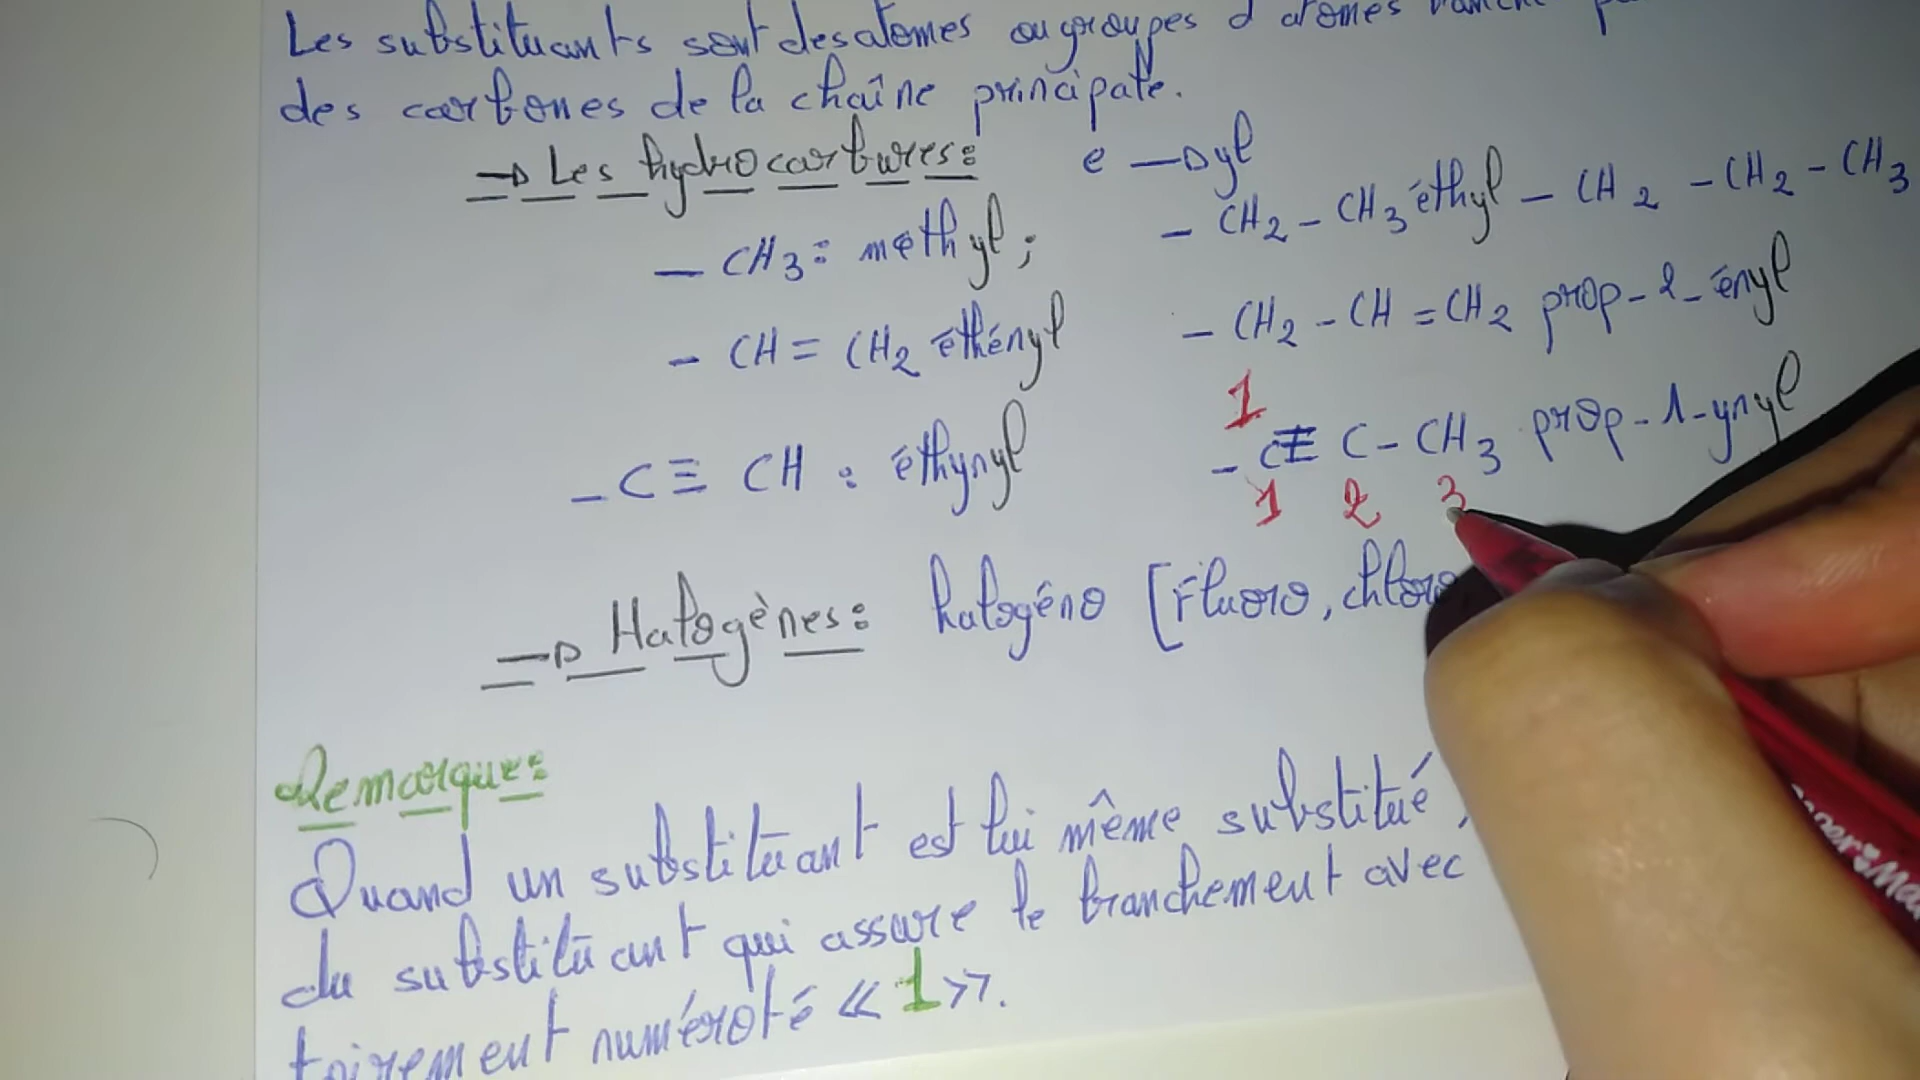 Les substituants sont des atomes ou groupes d'atomes
des carbones de la chaîne principale.
→ Les hydrocarbures: e → yl
- CH3: méthyl; - CH2 - CH3 éthyl - CH2 - CH2 - CH3
- CH = CH2 éthényl - CH2 - CH = CH2 prop-2-ényl
1
- C ≡ CH : éthynyl - C ≡ C - CH3 prop-1-ynyl
1 2 3
→ Halogènes: halogéno [Fluoro, chloro
Remarque:
Quand un substituant est lui même substitué,
du substituant qui assure le branchement avec
toirement numéroté «1».